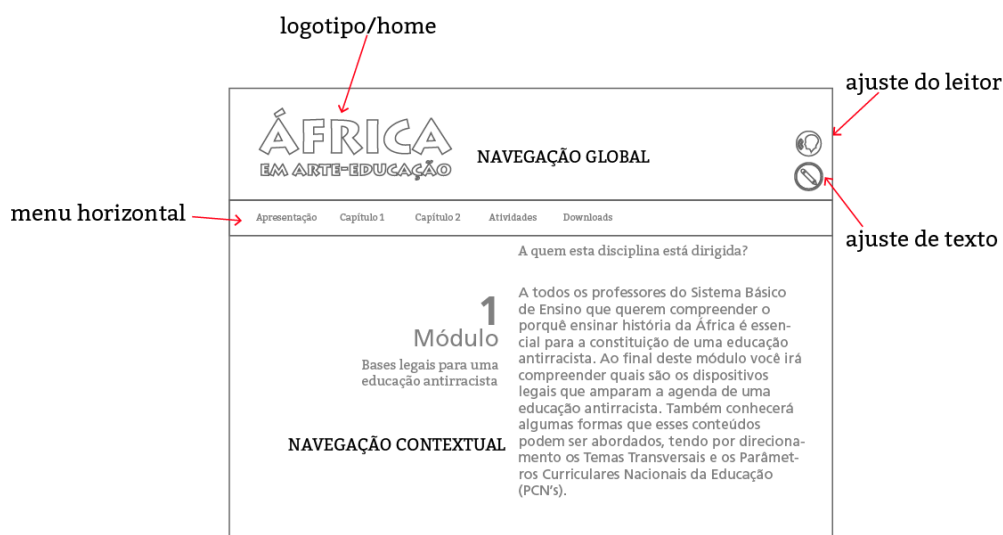 logotipo/home
ajuste do leitor
ÁFRICA
EM ARTE-EDUCAÇÃO
NAVEGAÇÃO GLOBAL
menu horizontal
Apresentação Capítulo 1 Capítulo 2 Atividades Downloads
ajuste de texto
1
Módulo
Bases legais para uma
educação antirracista
NAVEGAÇÃO CONTEXTUAL
A quem esta disciplina está dirigida?
A todos os professores do Sistema Básico
de Ensino que querem compreender o
porquê ensinar história da África é essen-
cial para a constituição de uma educação
antirracista. Ao final deste módulo você irá
compreender quais são os dispositivos
legais que amparam a agenda de uma
educação antirracista. Também conhecerá
algumas formas que esses conteúdos
podem ser abordados, tendo por direciona-
mento os Temas Transversais e os Parâmet-
ros Curriculares Nacionais da Educação
(PCN's).